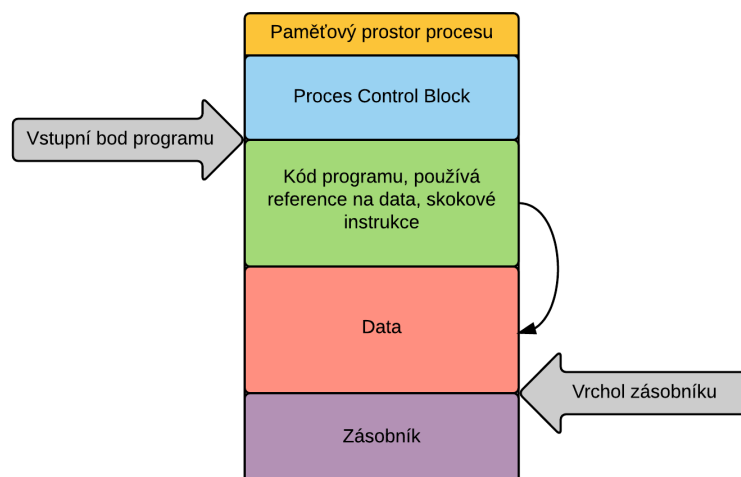 Paměťový prostor procesu
Proces Control Block
Vstupní bod programu
Kód programu, používá
reference na data, skokové
instrukce
Data
Vrchol zásobníku
Zásobník